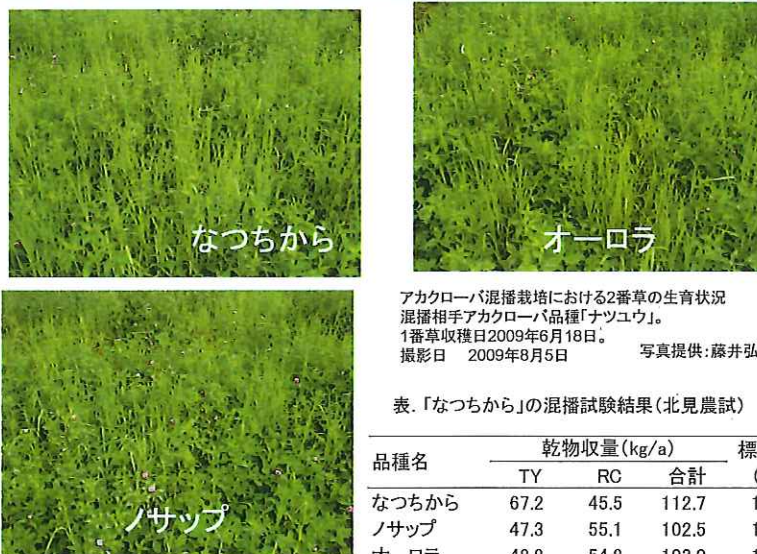 なつちから
オーロラ
ノサップ
アカクローバ混播栽培における2番草の生育状況
混播相手アカクローバ品種「ナツユウ」。
1番草収穫日2009年6月18日。
撮影日 2009年8月5日 写真提供:藤井弘
表.「なつちから」の混播試験結果(北見農試)
品種名 乾物収量(kg/a) 標
TY RC 合計
なつちから 67.2 45.5 112.7 1
ノサップ 47.3 55.1 102.5 1